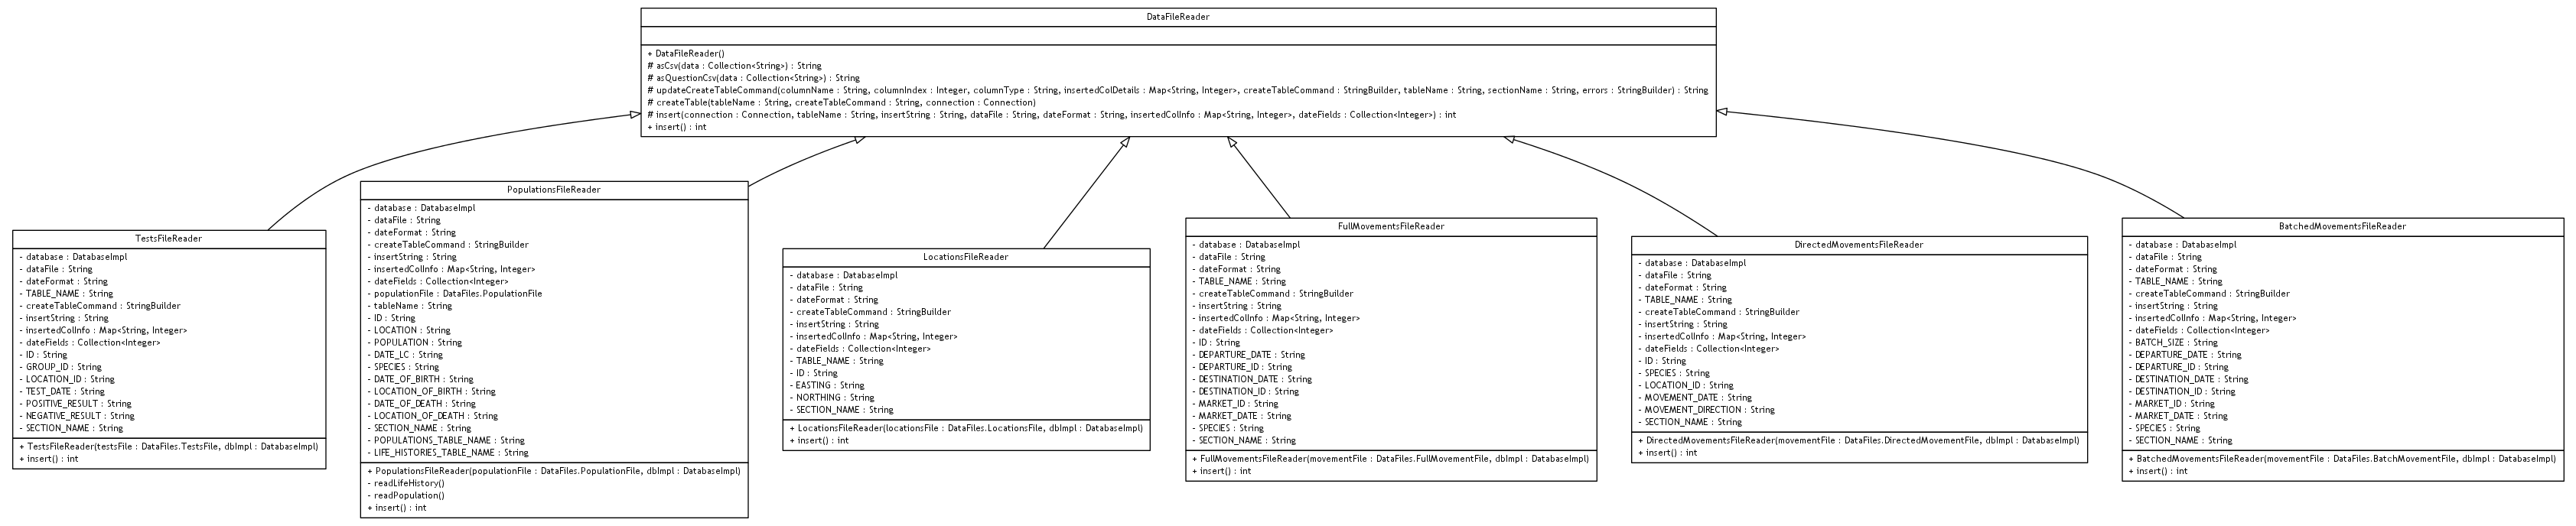 DataFileReader
+ DataFileReader()
# asCsv(data : Collection<String>) : String
# asQuestionCsv(data : Collection<String>) : String
# updateCreateTableCommand(columnName : String, columnIndex : Integer, columnType : String, insertedColDetails : Map<String, Integer>, createTableCommand : StringBuilder, tableName : String, sectionName : String, errors : StringBuilder) : String
# createTable(tableName : String, createTableCommand : String, connection : Connection)
# insert(connection : Connection, tableName : String, insertString : String, dataFile : String, dateFormat : String, insertedColInfo : Map<String, Integer>, dateFields : Collection<Integer>) : int
+ insert() : int
TestsFileReader
- database : DatabaseImpl
- dataFile : String
- dateFormat : String
- TABLE_NAME : String
- createTableCommand : StringBuilder
- insertString : String
- insertedColInfo : Map<String, Integer>
- dateFields : Collection<Integer>
- ID : String
- GROUP_ID : String
- LOCATION_ID : String
- TEST_DATE : String
- POSITIVE_RESULT : String
- NEGATIVE_RESULT : String
- SECTION_NAME : String
+ TestsFileReader(testsFile : DataFiles.TestsFile, dbImpl : DatabaseImpl)
+ insert() : int
PopulationsFileReader
- database : DatabaseImpl
- dataFile : String
- dateFormat : String
- createTableCommand : StringBuilder
- insertString : String
- insertedColInfo : Map<String, Integer>
- dateFields : Collection<Integer>
- populationFile : DataFiles.PopulationFile
- tableName : String
- ID : String
- LOCATION : String
- POPULATION : String
- DATE_LC : String
- SPECIES : String
- DATE_OF_BIRTH : String
- LOCATION_OF_BIRTH : String
- DATE_OF_DEATH : String
- LOCATION_OF_DEATH : String
- SECTION_NAME : String
- POPULATIONS_TABLE_NAME : String
- LIFE_HISTORIES_TABLE_NAME : String
+ PopulationsFileReader(populationFile : DataFiles.PopulationFile, dbImpl : DatabaseImpl)
- readLifeHistory()
- readPopulation()
+ insert() : int
LocationsFileReader
- database : DatabaseImpl
- dataFile : String
- dateFormat : String
- createTableCommand : StringBuilder
- insertString : String
- insertedColInfo : Map<String, Integer>
- dateFields : Collection<Integer>
- TABLE_NAME : String
- ID : String
- EASTING : String
- NORTHING : String
- SECTION_NAME : String
+ LocationsFileReader(locationsFile : DataFiles.LocationsFile, dbImpl : DatabaseImpl)
+ insert() : int
FullMovementsFileReader
- database : DatabaseImpl
- dataFile : String
- dateFormat : String
- TABLE_NAME : String
- createTableCommand : StringBuilder
- insertString : String
- insertedColInfo : Map<String, Integer>
- dateFields : Collection<Integer>
- ID : String
- DEPARTURE_DATE : String
- DEPARTURE_ID : String
- DESTINATION_DATE : String
- DESTINATION_ID : String
- MARKET_ID : String
- MARKET_DATE : String
- SPECIES : String
- SECTION_NAME : String
+ FullMovementsFileReader(movementFile : DataFiles.FullMovementFile, dbImpl : DatabaseImpl)
+ insert() : int
DirectedMovementsFileReader
- database : DatabaseImpl
- dataFile : String
- dateFormat : String
- TABLE_NAME : String
- createTableCommand : StringBuilder
- insertString : String
- insertedColInfo : Map<String, Integer>
- dateFields : Collection<Integer>
- ID : String
- SPECIES : String
- LOCATION_ID : String
- MOVEMENT_DATE : String
- MOVEMENT_DIRECTION : String
- SECTION_NAME : String
+ DirectedMovementsFileReader(movementFile : DataFiles.DirectedMovementFile, dbImpl : DatabaseImpl)
+ insert() : int
BatchedMovementsFileReader
- database : DatabaseImpl
- dataFile : String
- dateFormat : String
- TABLE_NAME : String
- createTableCommand : StringBuilder
- insertString : String
- insertedColInfo : Map<String, Integer>
- dateFields : Collection<Integer>
- BATCH_SIZE : String
- DEPARTURE_DATE : String
- DEPARTURE_ID : String
- DESTINATION_DATE : String
- DESTINATION_ID : String
- MARKET_ID : String
- MARKET_DATE : String
- SPECIES : String
- SECTION_NAME : String
+ BatchedMovementsFileReader(movementFile : DataFiles.BatchMovementFile, dbImpl : DatabaseImpl)
+ insert() : int